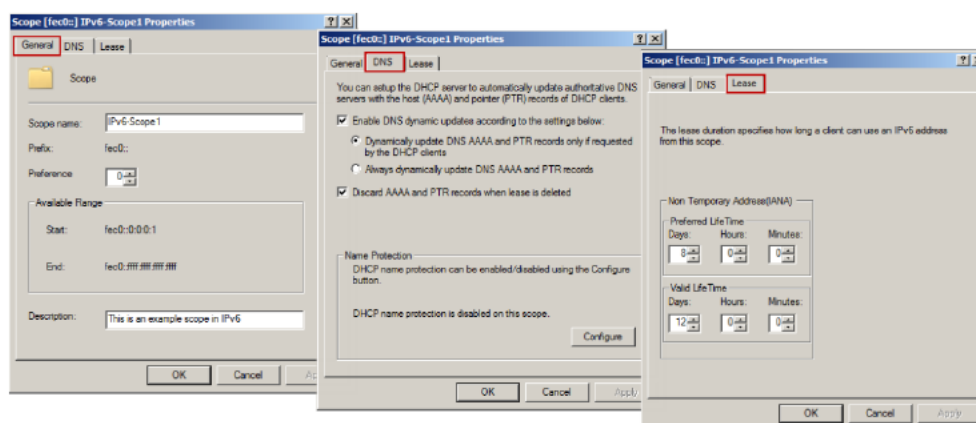 Scope [fec0::] IPv6-Scope1 Properties
General DNS Lease
Scope
Scope name: IPv6-Scope1
Prefix: fec0::
Preference 0
Available Range
Start: fec0::0:0:0:1
End: fec0::ffff:ffff:ffff:ffff
Description: This is an example scope in IPv6
OK Cancel
Scope [fec0::] IPv6-Scope1 Properties
General DNS Lease
You can setup the DHCP server to automatically update authoritative DNS
servers with the host (AAAA) and pointer (PTR) records of DHCP clients.
Enable DNS dynamic updates according to the settings below:
Dynamically update DNS AAAA and PTR records only if requested
by the DHCP clients
Always dynamically update DNS AAAA and PTR records
Discard AAAA and PTR records when lease is deleted
Name Protection
DHCP name protection can be enabled/disabled using the Configure
button.
DHCP name protection is disabled on this scope.
Configure
OK Cancel Apply
Scope [fec0::] IPv6-Scope1 Properties
General DNS Lease
The lease duration specifies how long a client can use an IPv6 address
from this scope.
Non Temporary Address(IANA)
Preferred LifeTime
Days: Hours: Minutes:
8 0 0
Valid LifeTime
Days: Hours: Minutes:
12 0 0
OK Cancel Apply